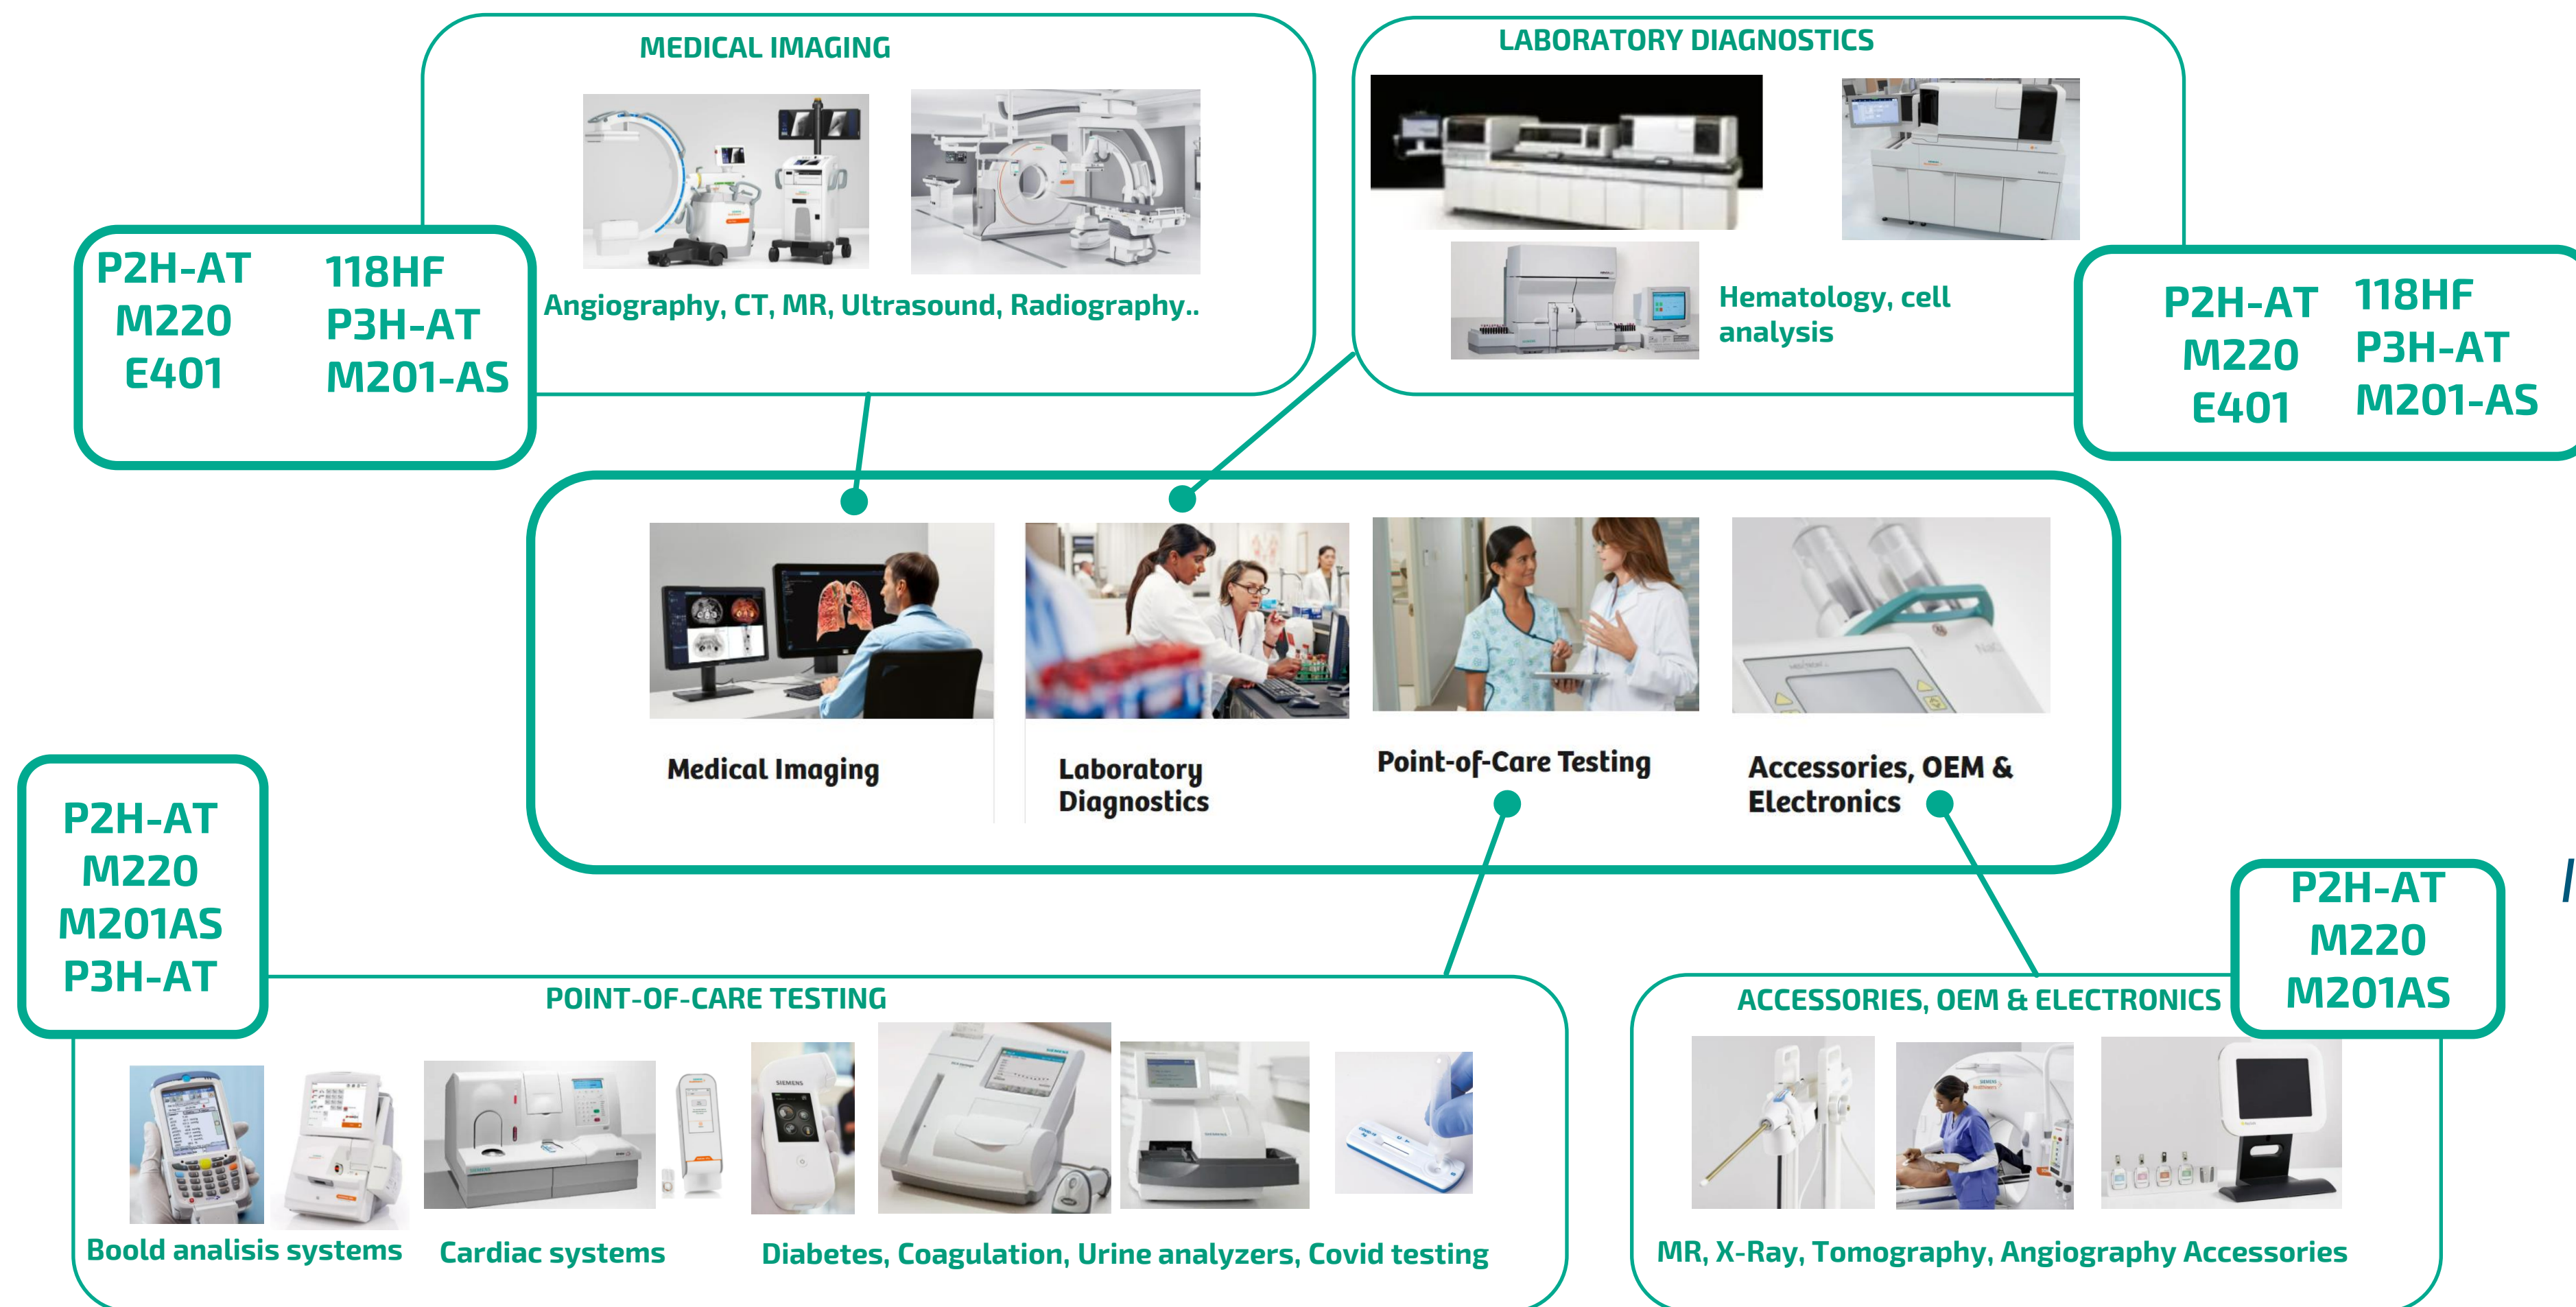 MEDICAL IMAGING
Angiography, CT, MR, Ultrasound, Radiography..
P2H-AT
M220
E401
118HF
P3H-AT
M201-AS
LABORATORY DIAGNOSTICS
Hematology, cell
analysis
P2H-AT
M220
E401
118HF
P3H-AT
M201-AS
Medical Imaging
Laboratory
Diagnostics
Point-of-Care Testing
Accessories, OEM &
Electronics
P2H-AT
M220
M201AS
P3H-AT
POINT-OF-CARE TESTING
SIEMENS
SIEMENS
Boold analisis systems
Cardiac systems
Diabetes, Coagulation, Urine analyzers, Covid testing
P2H-AT
M220
M201AS
ACCESSORIES, OEM & ELECTRONICS
MR, X-Ray, Tomography, Angiography Accessories